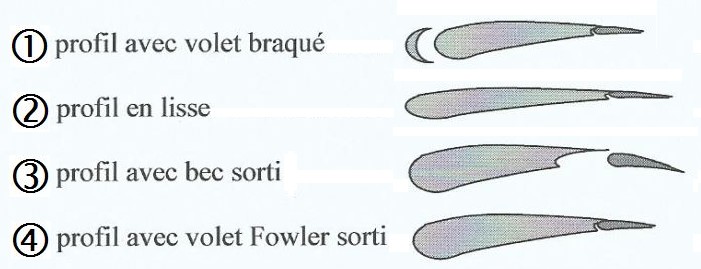 ① profil avec volet braqué
② profil en lisse
③ profil avec bec sorti
④ profil avec volet Fowler sorti